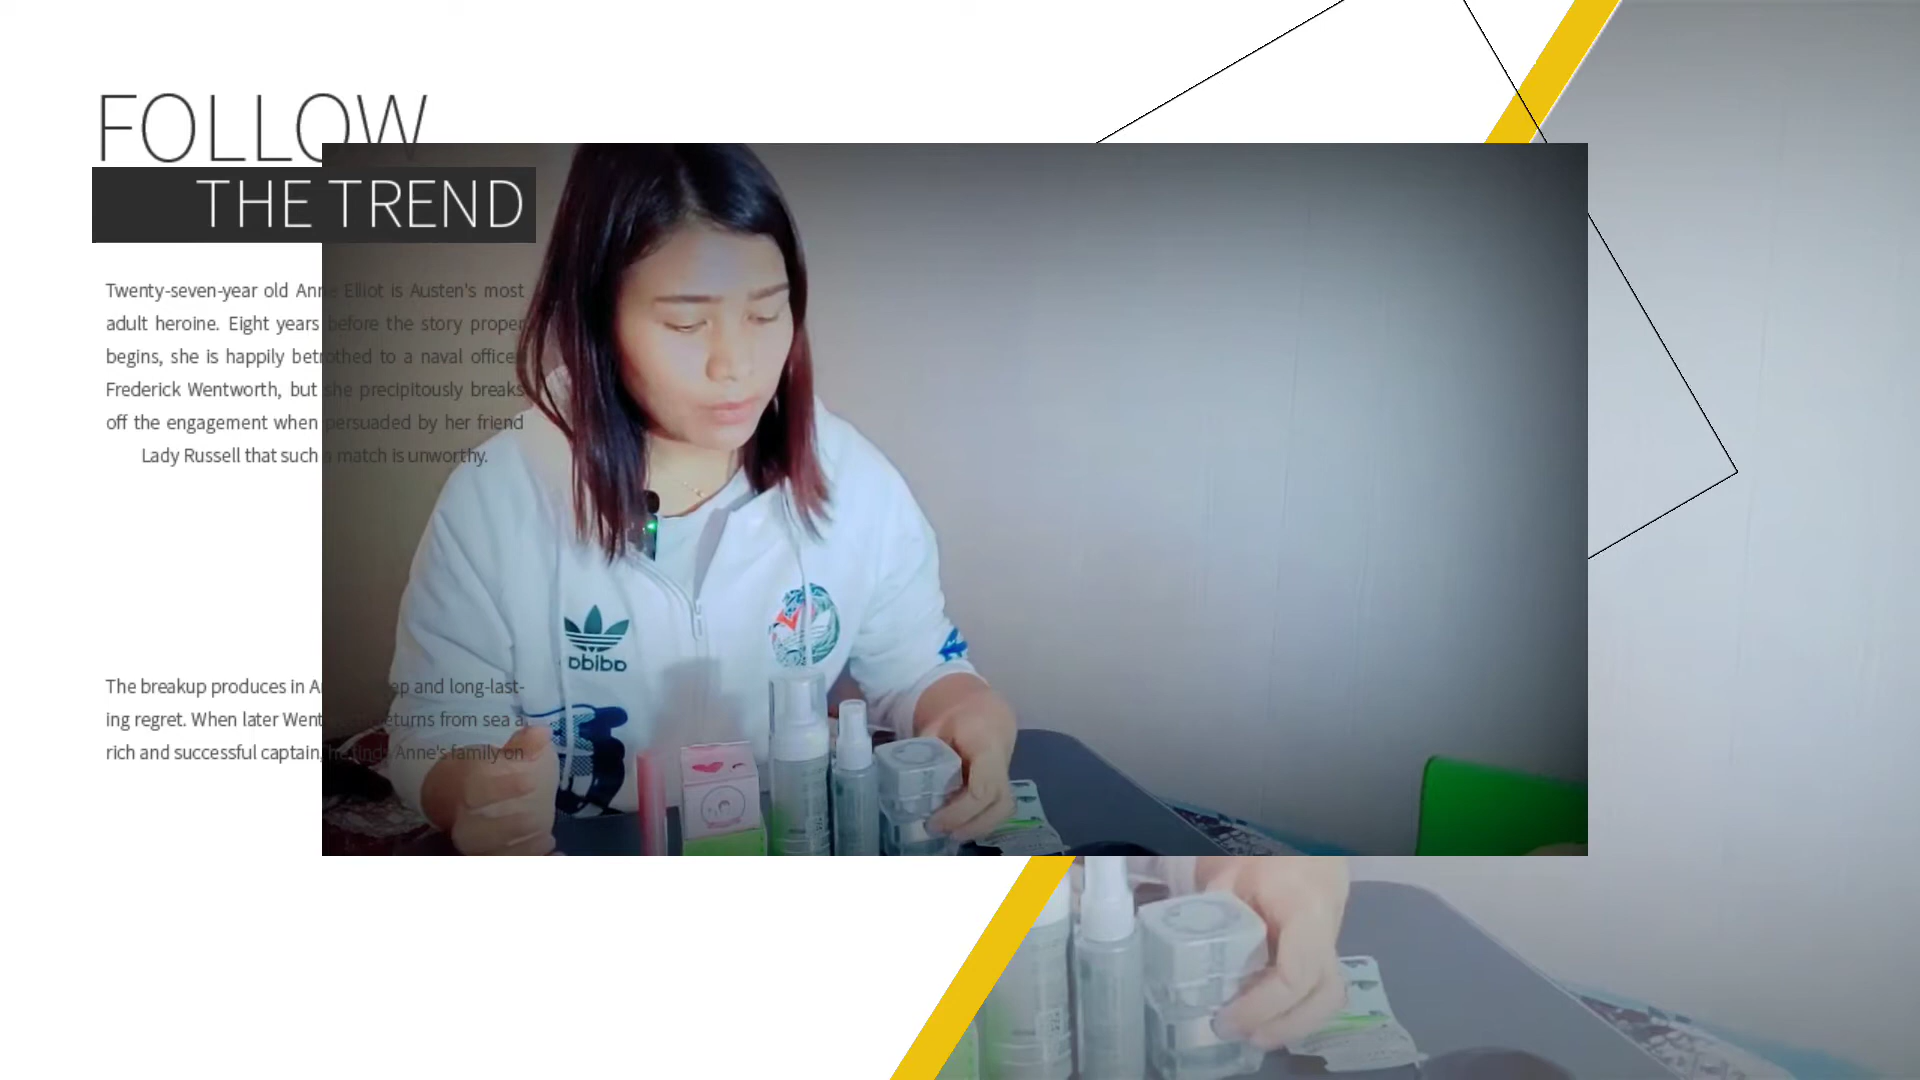 FOLLOW
THE TREND
Twenty-seven-year old Anne Elliot is Austen's most
adult heroine. Eight years before the story proper
begins, she is happily betrothed to a naval officer,
Frederick Wentworth, but she precipitously breaks
off the engagement when persuaded by her friend
Lady Russell that such a match is unworthy.
The breakup produces in A ep and long-last-
ing regret. When later Went eturns from sea a
rich and successful captain, he finds Anne's family on
adidas